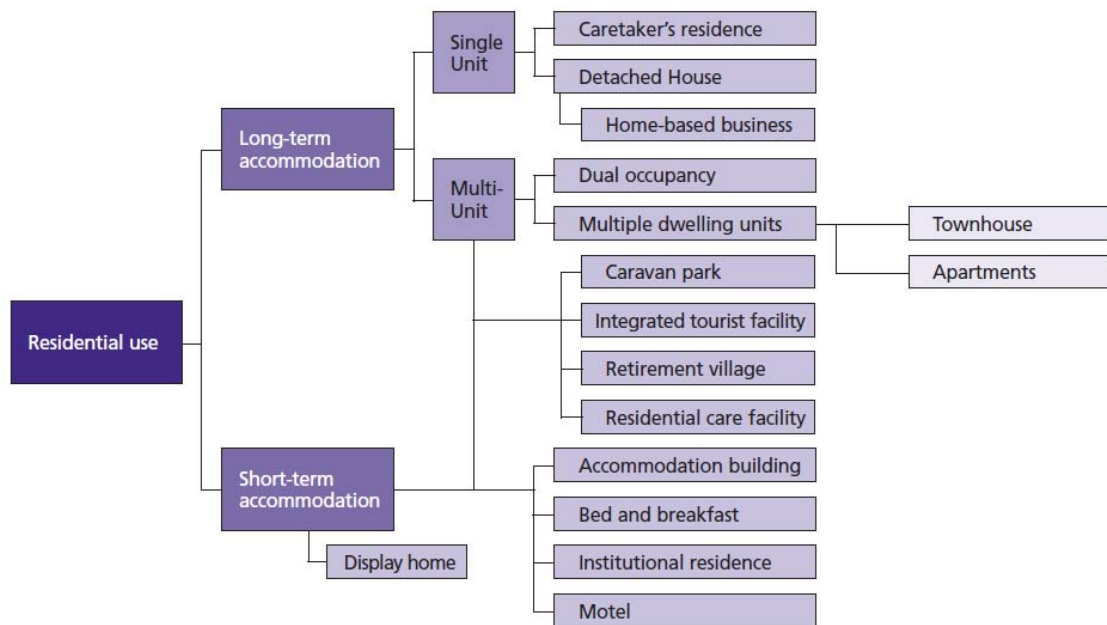 Residential use
Long-term
accommodation
Single
Unit
Caretaker’s residence
Detached House
Home-based business
Multi-
Unit
Dual occupancy
Multiple dwelling units
Townhouse
Apartments
Caravan park
Integrated tourist facility
Retirement village
Residential care facility
Short-term
accommodation
Display home
Accommodation building
Bed and breakfast
Institutional residence
Motel